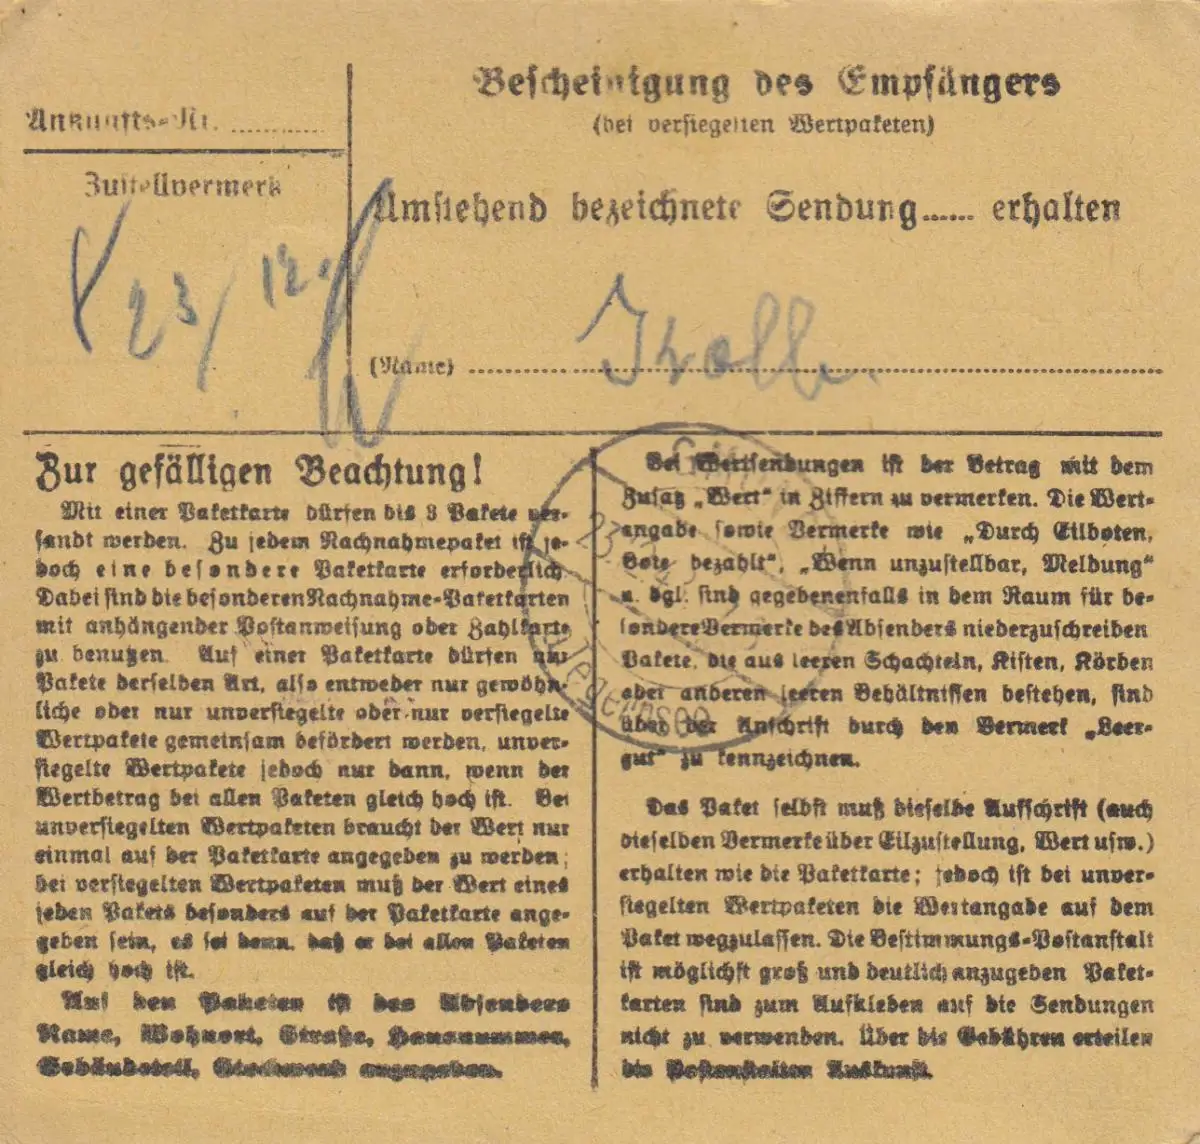 Bescheinigung des Empfängers
(bei versiegelten Wertpaketen)
Ankunfts-Nr. ............
Zustellvermerk
Umstehend bezeichnete Sendung...... erhalten
23/12.
(Name)
Zur gefälligen Beachtung!
Mit einer Paketkarte dürfen bis 3 Pakete ver-
sandt werden. Zu jedem Nachnahmepaket ist je-
doch eine besondere Paketkarte erforderlich.
Dabei sind die besonderen Nachnahme-Paketkarten
mit anhängender Postanweisung oder Zahlkarte
zu benutzen. Auf einer Paketkarte dürfen nur
Pakete derselben Art, also entweder nur gewöhn-
liche oder nur unversiegelte oder nur versiegelte
Wertpakete gemeinsam befördert werden, unver-
siegelte Wertpakete jedoch nur dann, wenn der
Wertbetrag bei allen Paketen gleich hoch ist. Bei
unversiegelten Wertpaketen braucht der Wert nur
einmal auf der Paketkarte angegeben zu werden;
bei versiegelten Wertpaketen muß der Wert eines
jeden Pakets besonders auf der Paketkarte ange-
geben sein, es sei denn, daß er bei allen Paketen
gleich hoch ist.
Auf den Paketen ist des Absenders
Name, Wohnort, Straße, Hausnummer,
Gebäudeteil, Stockwerk anzugeben.
Bei Wertsendungen ist der Betrag mit dem
Zusatz „Wert“ in Ziffern zu vermerken. Die Wert-
angabe sowie Vermerke wie „Durch Eilboten,
Bote bezahlt“, „Wenn unzustellbar, Meldung“
u. dgl. sind gegebenenfalls in dem Raum für be-
sondere Vermerke des Absenders niederzuschreiben
Pakete, die aus leeren Schachteln, Kisten, Körben
oder anderen leeren Behältnissen bestehen, sind
über der Anschrift durch den Vermerk „Leer-
gut“ zu kennzeichnen.
Das Paket selbst muß dieselbe Aufschrift (auch
dieselben Vermerke über Eilzustellung, Wert usw.)
erhalten wie die Paketkarte; jedoch ist bei unver-
siegelten Wertpaketen die Wertangabe auf dem
Paket wegzulassen. Die Bestimmungs-Postanstalt
ist möglichst groß und deutlich anzugeben Paket-
karten sind zum Aufkleben auf die Sendungen
nicht zu verwenden. Über die Gebühren erteilen
die Postanstalten Auskunft.